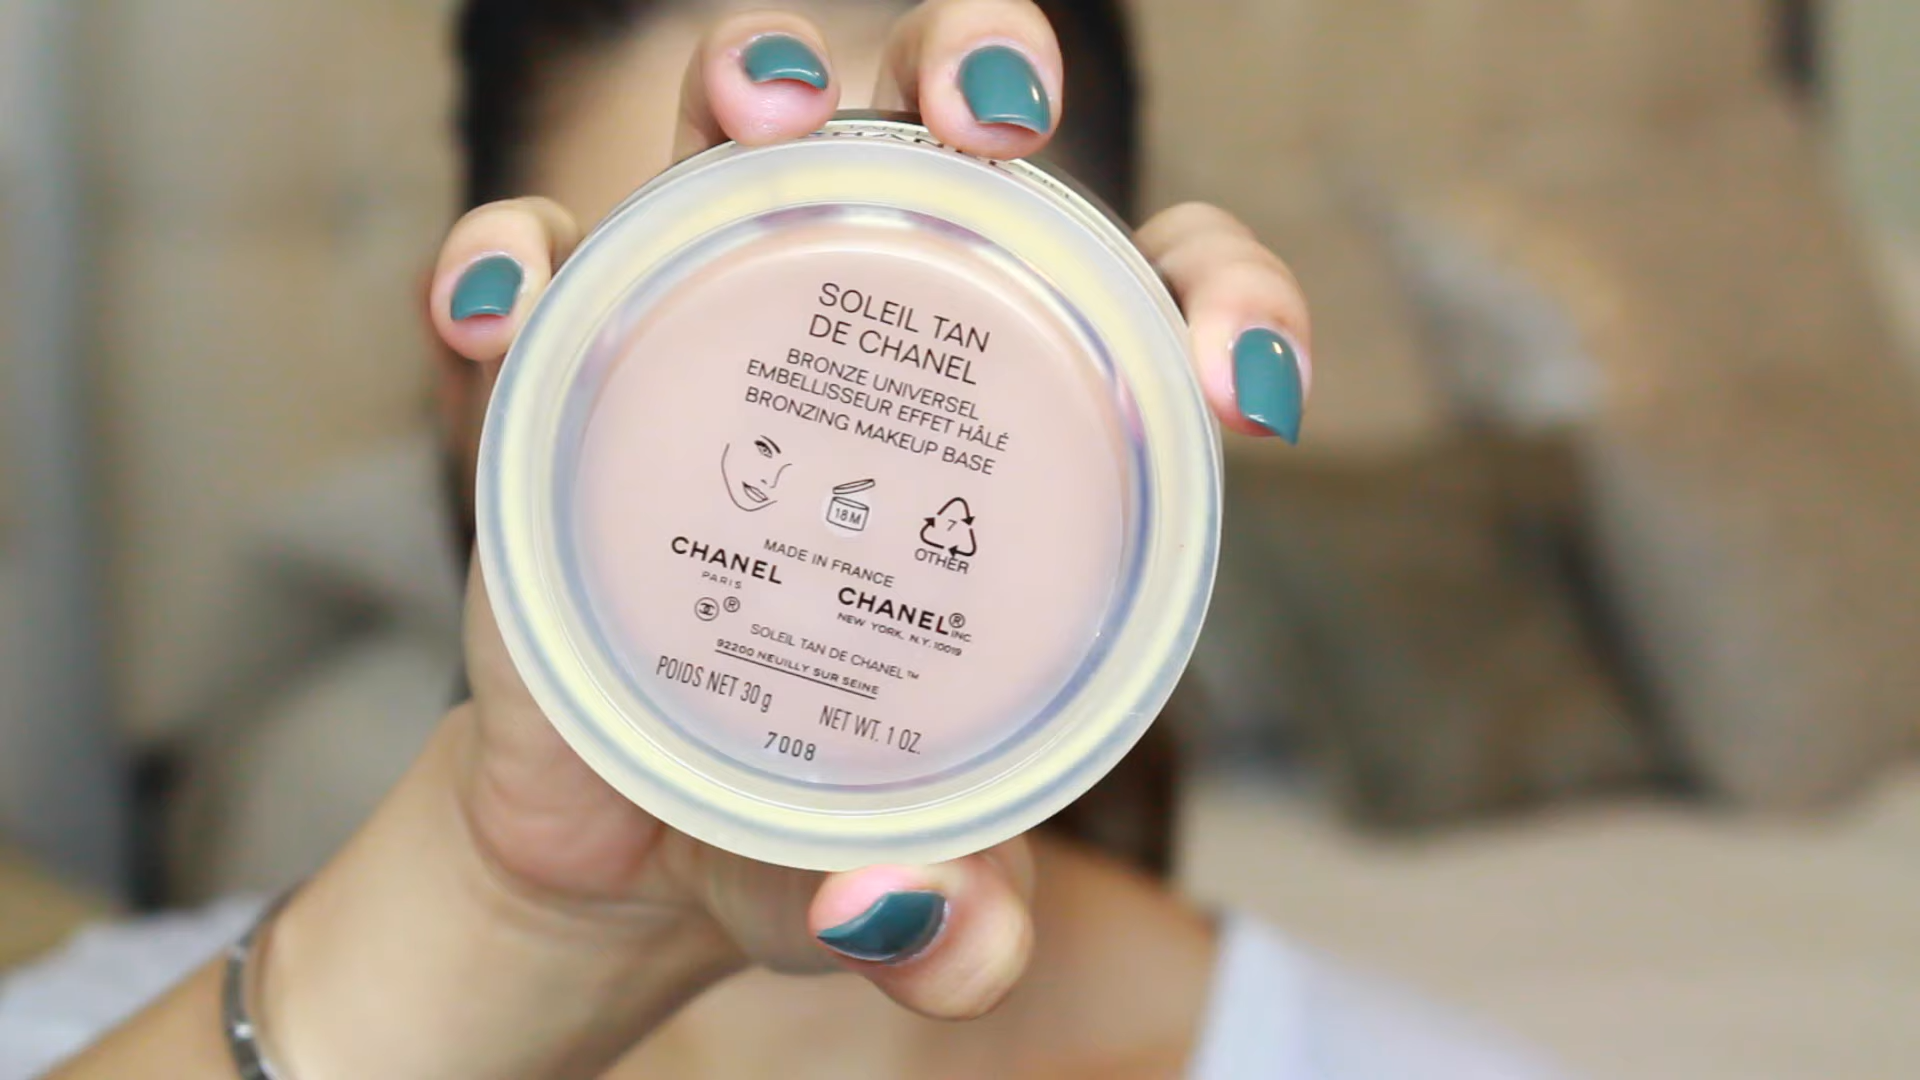 CHANEL
SOLEIL TAN
DE CHANEL
BRONZE UNIVERSEL
EMBELLISSEUR EFFET HÂLÉ
BRONZING MAKEUP BASE
18M
7
OTHER
MADE IN FRANCE
CHANEL
PARIS
®
CHANEL® INC.
NEW YORK, N.Y. 10019
SOLEIL TAN DE CHANEL™
92200 NEUILLY SUR SEINE
POIDS NET 30 g
NET WT. 1 OZ.
7008